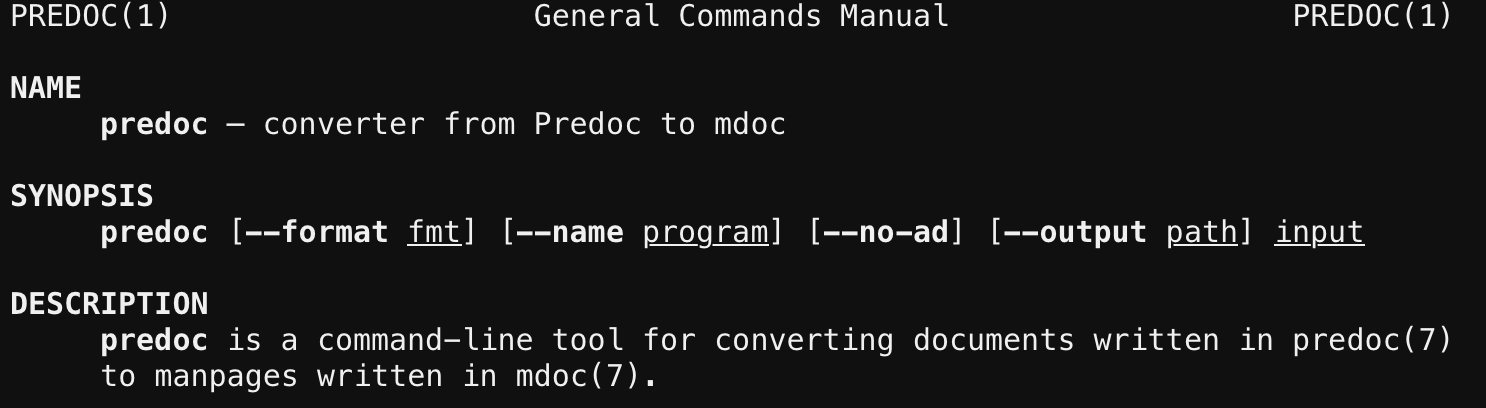 PREDOC(1) General Commands Manual PREDOC(1)
NAME
predoc – converter from Predoc to mdoc
SYNOPSIS
predoc [--format fmt] [--name program] [--no-ad] [--output path] input
DESCRIPTION
predoc is a command-line tool for converting documents written in predoc(7)
to manpages written in mdoc(7).